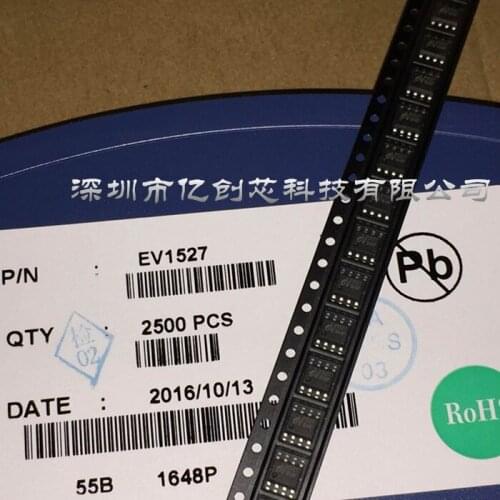 深圳市亿创芯科技有限公司
P/N : EV1527
Pb
QTY : 2500 PCS
检
02
A
S
03
DATE : 2016/10/13
RoHS
55B 1648P